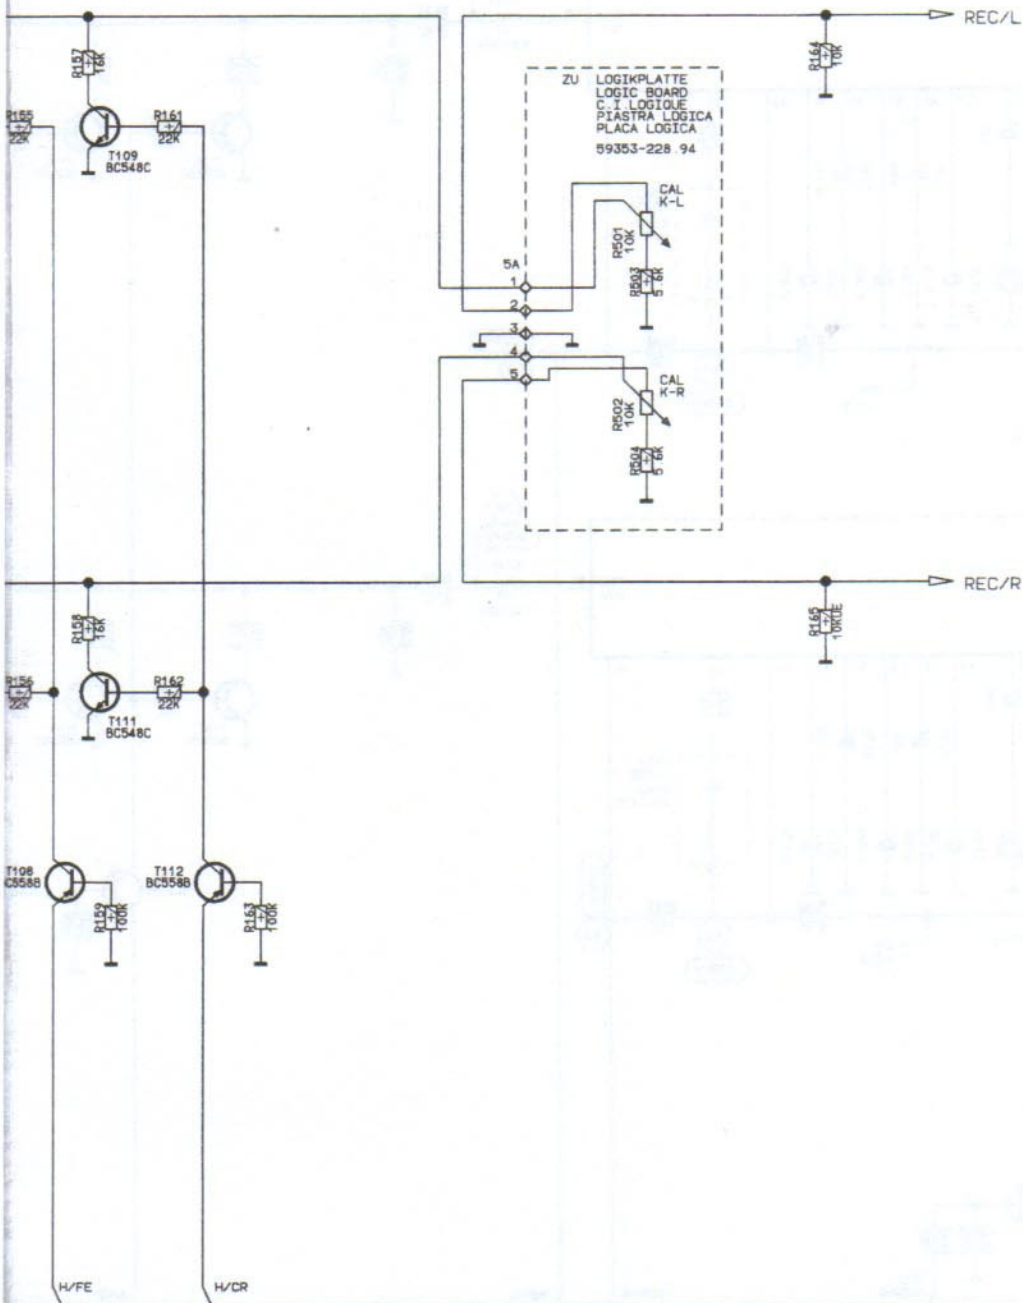 REC/L
R157
16K
R164
10K
ZU LOGIKPLATTE
LOGIC BOARD
C.I.LOGIQUE
PIASTRA LOGICA
PLACA LOGICA
59353-228.94
R155
22K
R161
22K
T109
BC548C
CAL
K-L
R501
10K
R503
5.6K
5A
1
2
3
4
5
CAL
K-R
R502
10K
R504
5.6K
REC/R
R158
16K
R165
10KUE
R156
22K
R162
22K
T111
BC548C
T108
C558B
T112
BC558B
R159
100K
R163
100K
H/FE
H/CR